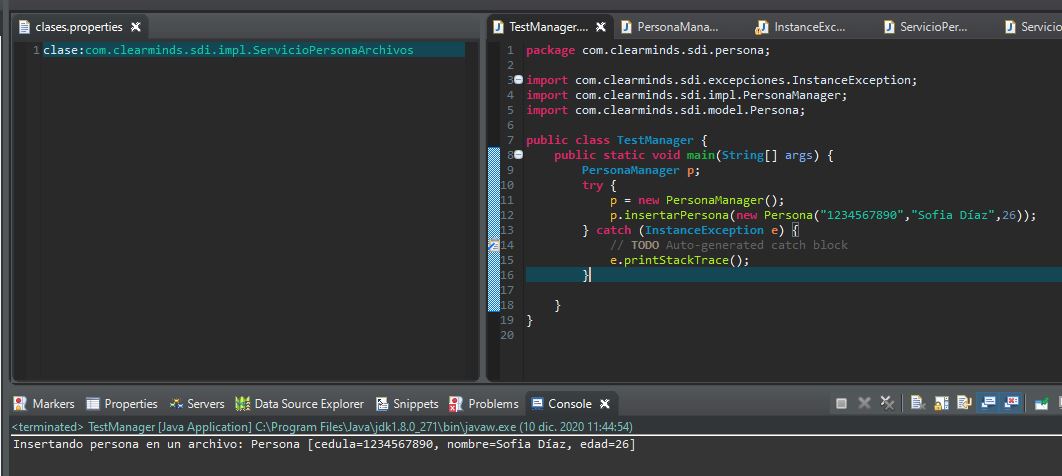 clases.properties
1 clase:com.clearminds.sdi.impl.ServicioPersonaArchivos
TestManager.... PersonaMana... InstanceExc... ServicioPer... Servicio
1 package com.clearminds.sdi.persona;
2
3 import com.clearminds.sdi.excepciones.InstanceException;
4 import com.clearminds.sdi.impl.PersonaManager;
5 import com.clearminds.sdi.model.Persona;
6
7 public class TestManager {
8 public static void main(String[] args) {
9 PersonaManager p;
10 try {
11 p = new PersonaManager();
12 p.insertarPersona(new Persona("1234567890","Sofia Díaz",26));
13 } catch (InstanceException e) {
14 // TODO Auto-generated catch block
15 e.printStackTrace();
16 }
17
18 }
19 }
20
Markers Properties Servers Data Source Explorer Snippets Problems Console
<terminated> TestManager [Java Application] C:\Program Files\Java\jdk1.8.0_271\bin\javaw.exe (10 dic. 2020 11:44:54)
Insertando persona en un archivo: Persona [cedula=1234567890, nombre=Sofia Díaz, edad=26]